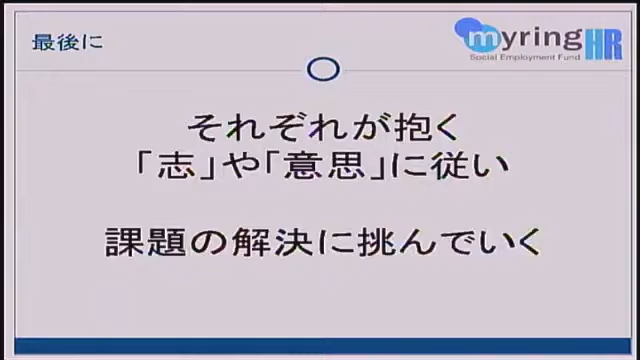 最後に
myring HR
Social Employment Fund
それぞれが抱く
「志」や「意思」に従い
課題の解決に挑んでいく